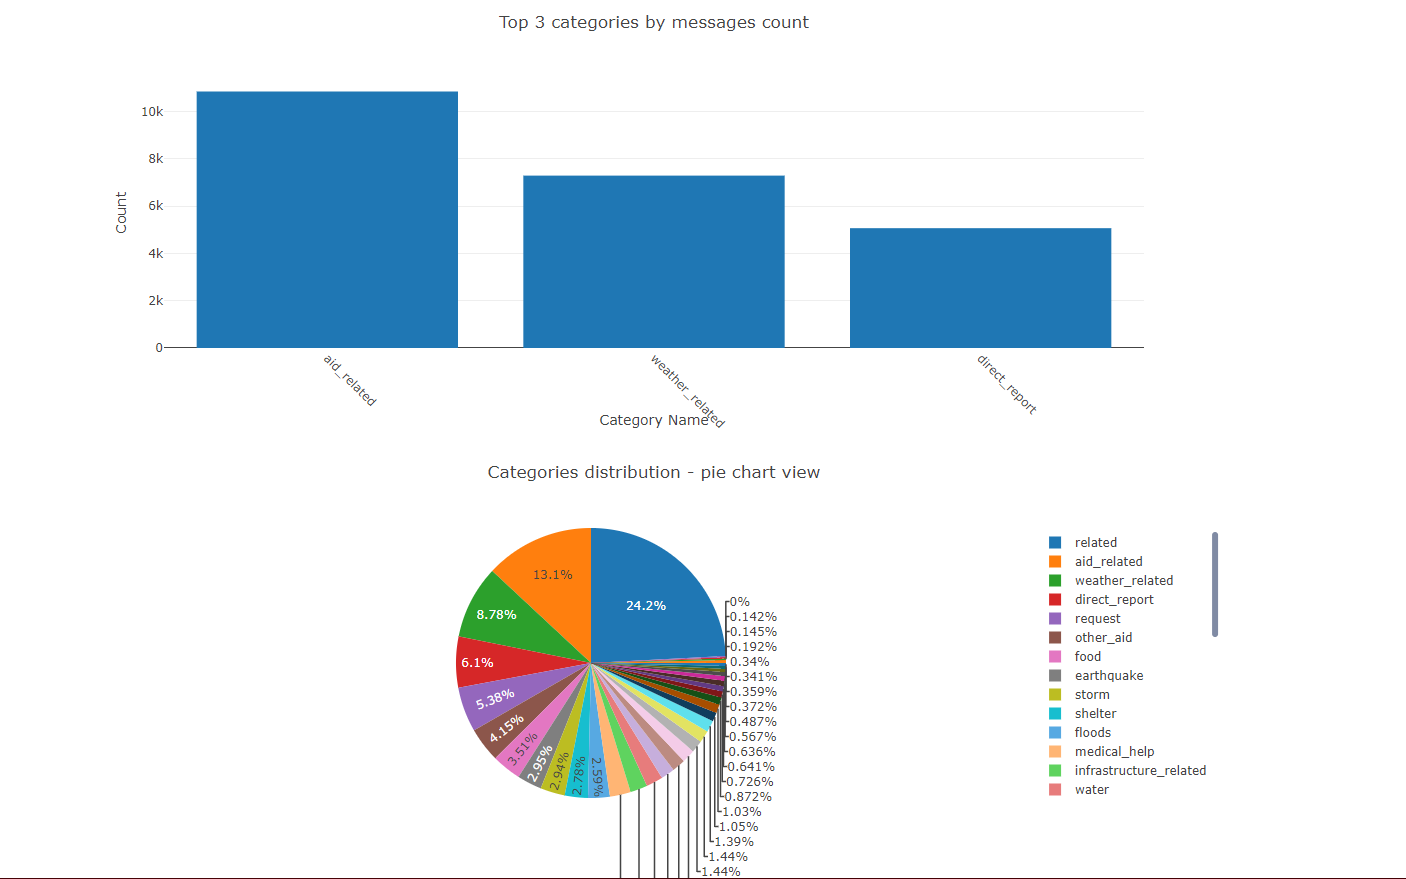 Top 3 categories by messages count
10k
8k
6k
4k
2k
0
Count
aid_related
weather_related
direct_report
Category Name
Categories distribution - pie chart view
24.2%
13.1%
8.78%
6.1%
5.38%
4.15%
3.51%
2.95%
2.94%
2.78%
2.59%
0%
0.142%
0.145%
0.192%
0.34%
0.341%
0.359%
0.372%
0.487%
0.567%
0.636%
0.641%
0.726%
0.872%
1.03%
1.05%
1.39%
1.44%
1.44%
related
aid_related
weather_related
direct_report
request
other_aid
food
earthquake
storm
shelter
floods
medical_help
infrastructure_related
water